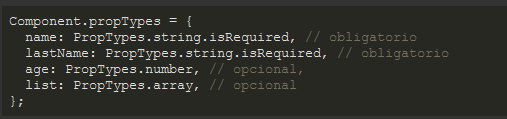 Component.propTypes = {
  name: PropTypes.string.isRequired, // obligatorio
  lastName: PropTypes.string.isRequired, // obligatorio
  age: PropTypes.number, // opcional,
  list: PropTypes.array, // opcional
};